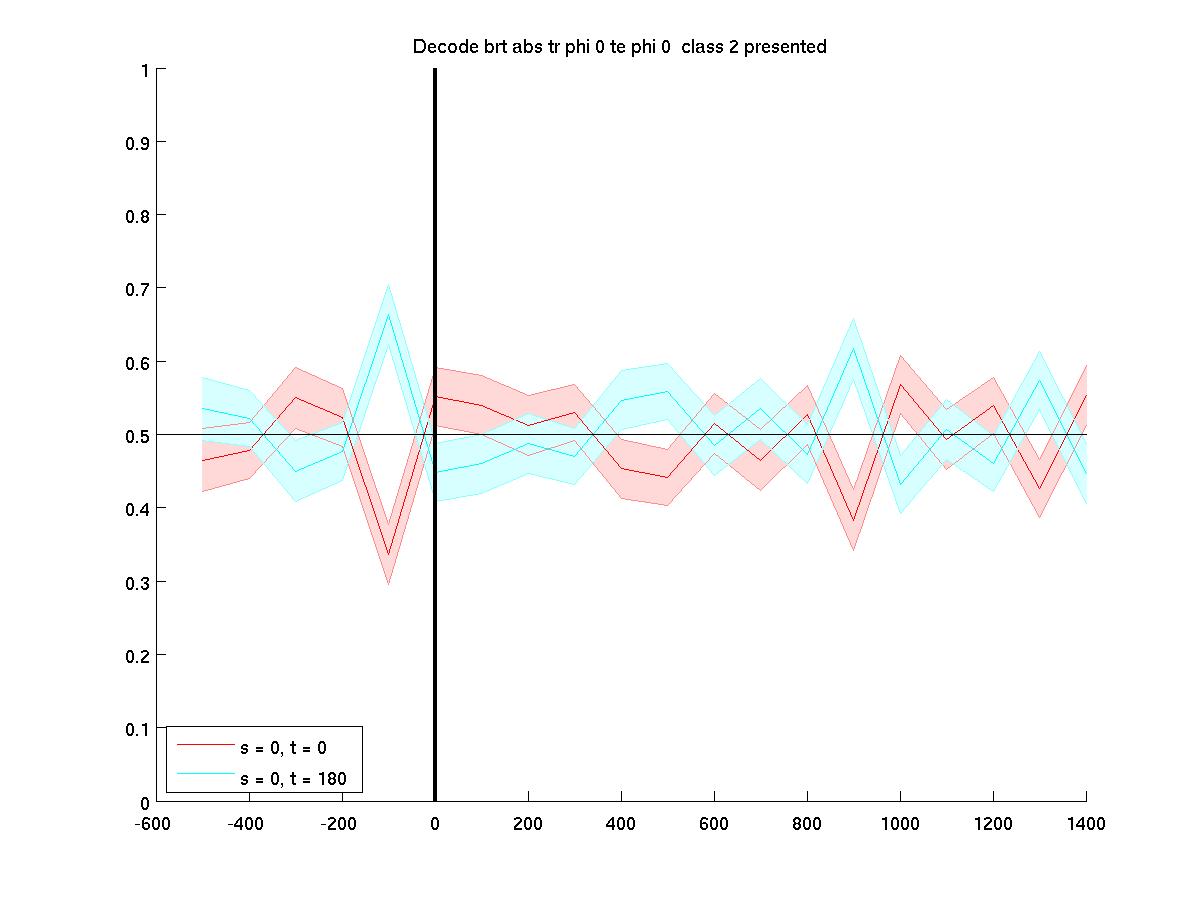 Decode brt abs tr phi 0 te phi 0  class 2 presented
1
0.9
0.8
0.7
0.6
0.5
0.4
0.3
0.2
0.1
0
s = 0, t = 0
s = 0, t = 180
-600 -400 -200 0 200 400 600 800 1000 1200 1400